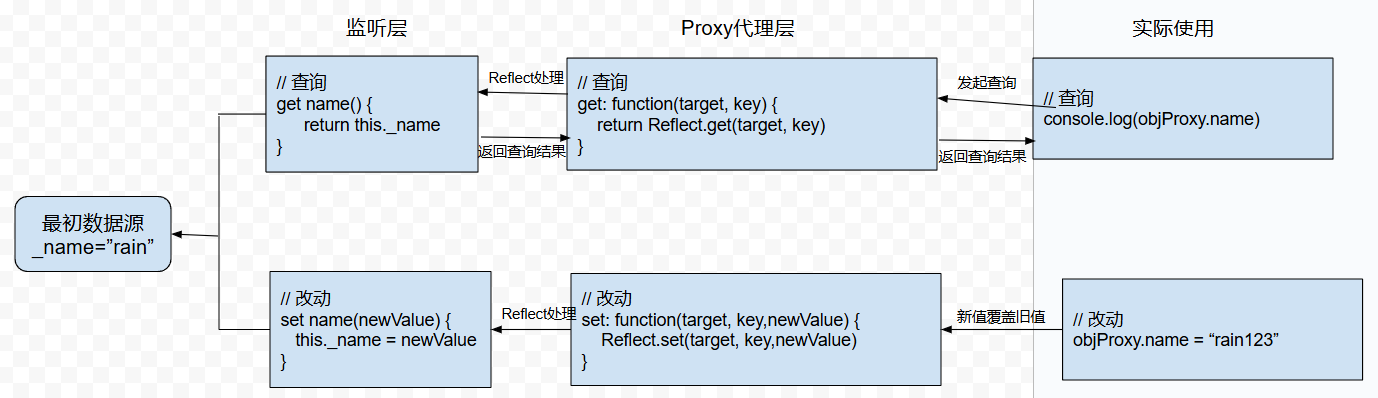 监听层
Proxy代理层
实际使用
// 查询
get name() {
return this._name
}
Reflect处理
返回查询结果
// 查询
get: function(target, key) {
return Reflect.get(target, key)
}
发起查询
返回查询结果
// 查询
console.log(objProxy.name)
最初数据源
_name=”rain”
// 改动
set name(newValue) {
this._name = newValue
}
Reflect处理
// 改动
set: function(target, key,newValue) {
Reflect.set(target, key,newValue)
}
新值覆盖旧值
// 改动
objProxy.name = “rain123”